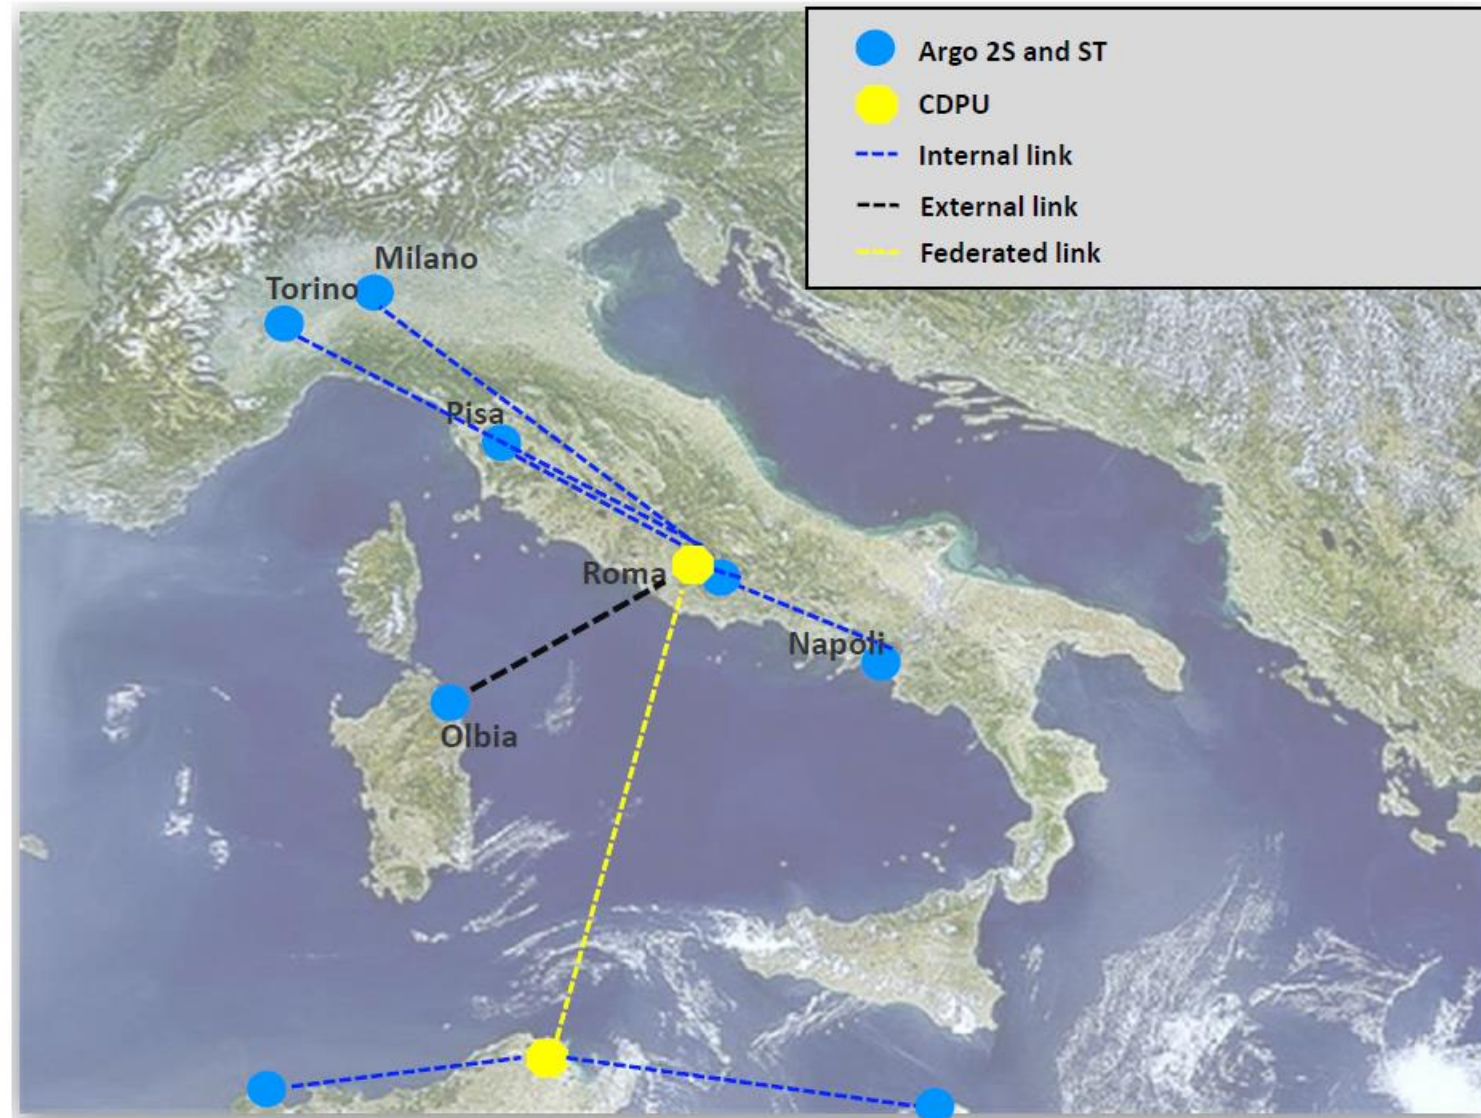 Argo 2S and ST
CDPU
Internal link
External link
Federated link
Milano
Torino
Pisa
Roma
Napoli
Olbia